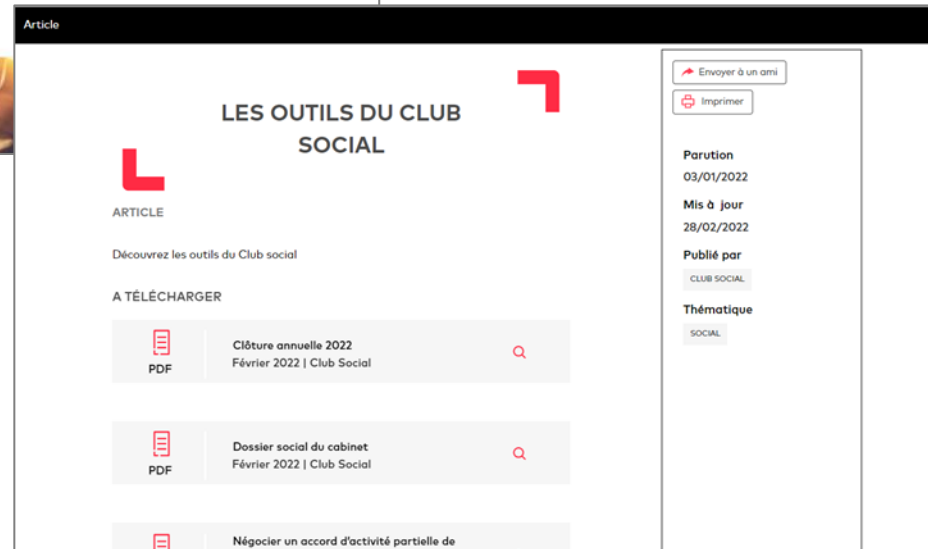 Article
LES OUTILS DU CLUB
SOCIAL
ARTICLE
Découvrez les outils du Club social
A TÉLÉCHARGER
PDF
Clôture annuelle 2022
Février 2022 | Club Social
PDF
Dossier social du cabinet
Février 2022 | Club Social
Négocier un accord d'activité partielle de
Envoyer à un ami
Imprimer
Parution
03/01/2022
Mis à jour
28/02/2022
Publié par
CLUB SOCIAL
Thématique
SOCIAL